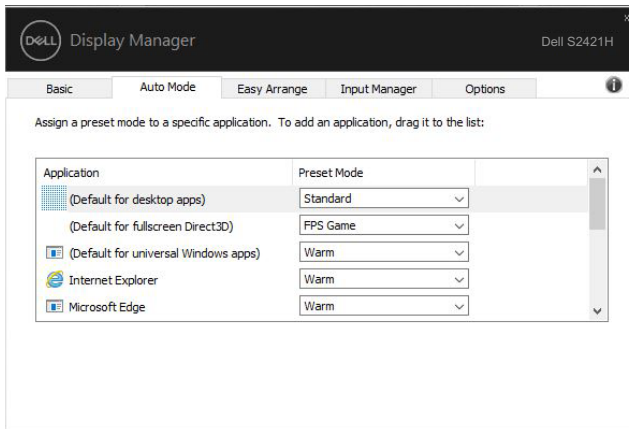 DELL Display Manager
Dell S2421H
Basic Auto Mode Easy Arrange Input Manager Options
Assign a preset mode to a specific application. To add an application, drag it to the list:
Application Preset Mode
(Default for desktop apps) Standard
(Default for fullscreen Direct3D) FPS Game
(Default for universal Windows apps) Warm
Internet Explorer Warm
Microsoft Edge Warm